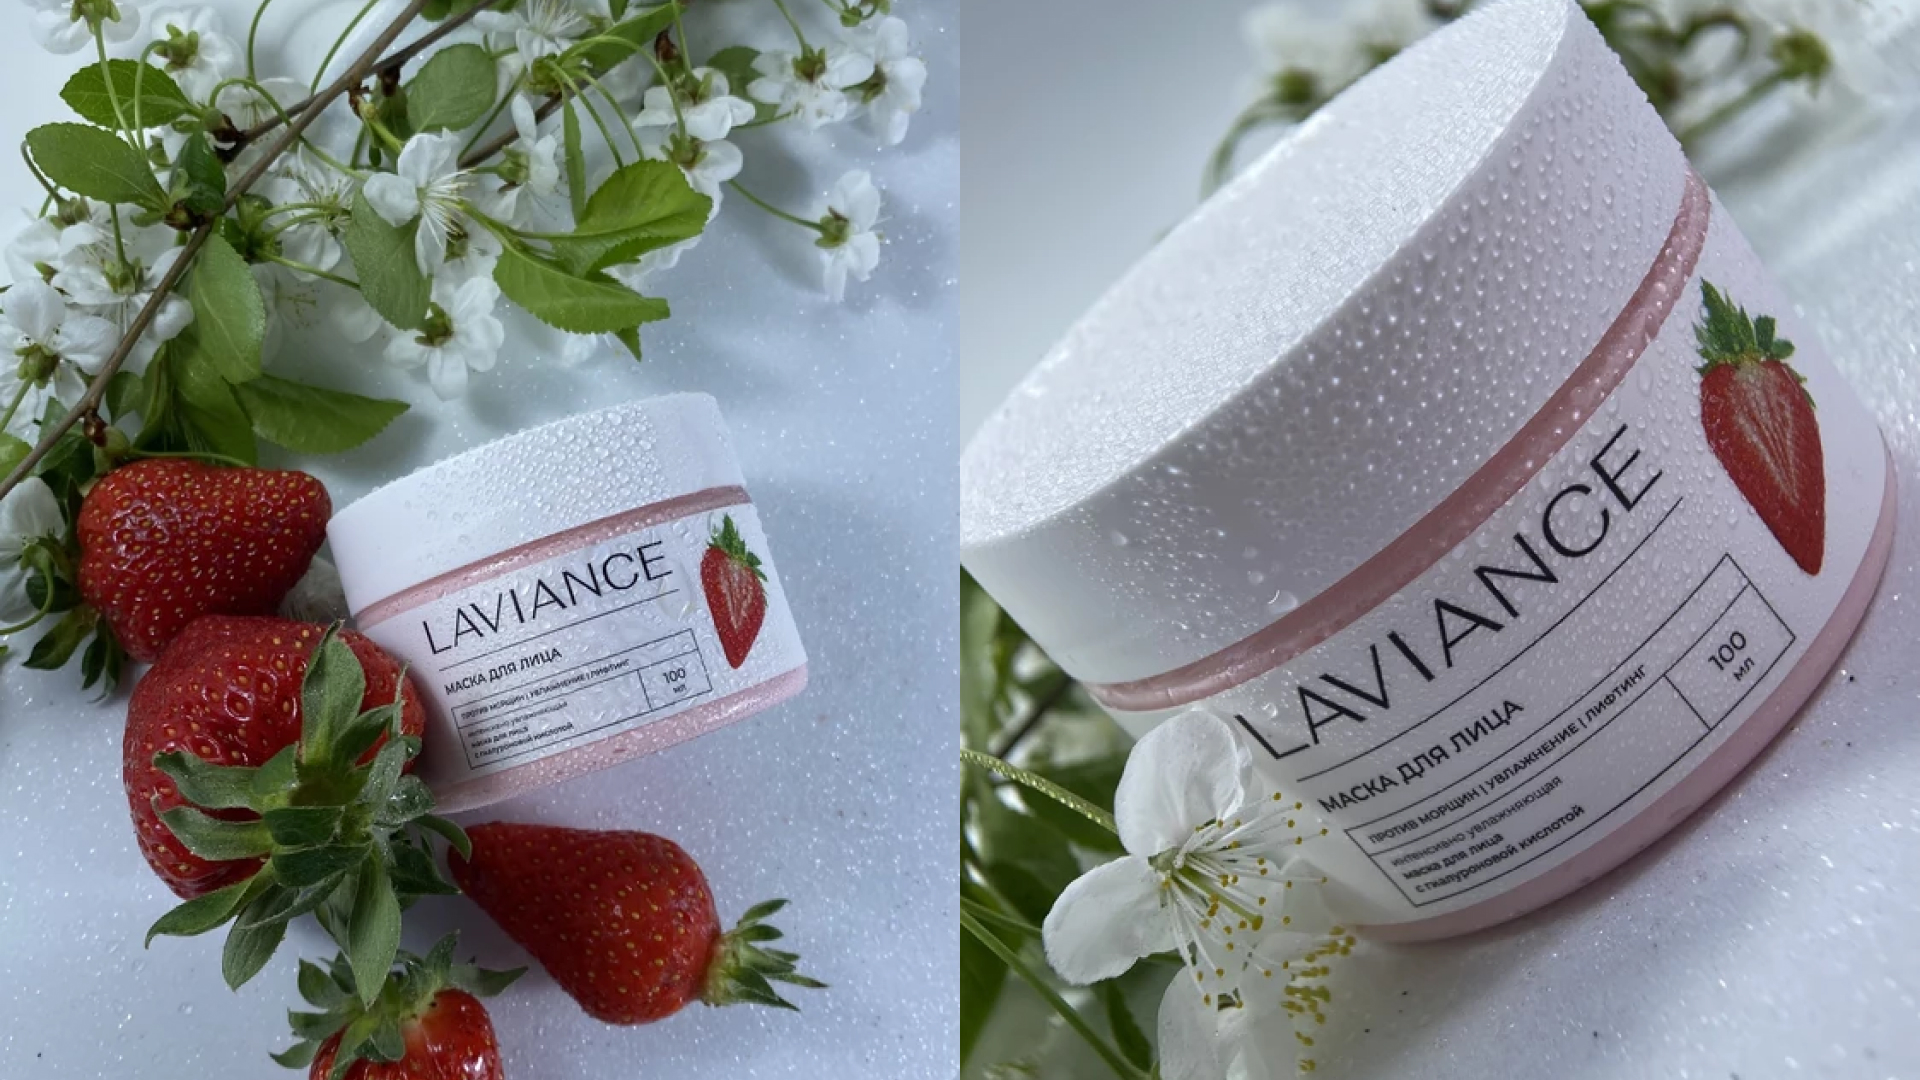 LAVIANCE
МАСКА ДЛЯ ЛИЦА
ПРОТИВ МОРЩИН | УВЛАЖНЕНИЕ | ЛИФТИНГ
интенсивно увлажняющая
маска для лица
с гиалуроновой кислотой
100
мл
LAVIANCE
МАСКА ДЛЯ ЛИЦА
ПРОТИВ МОРЩИН | УВЛАЖНЕНИЕ | ЛИФТИНГ
интенсивно увлажняющая
маска для лица
с гиалуроновой кислотой
100
мл